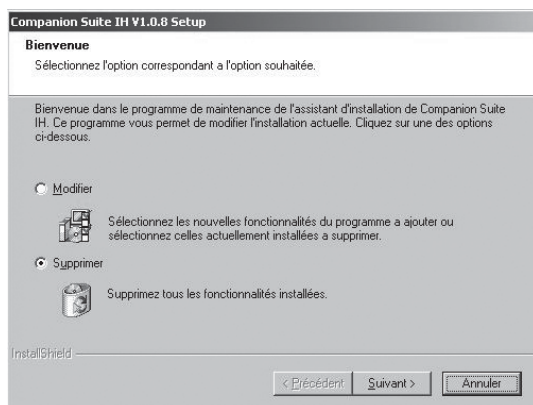 Companion Suite IH V1.0.8 Setup
Bienvenue
Sélectionnez l'option correspondant a l'option souhaitée.
Bienvenue dans le programme de maintenance de l'assistant d'installation de Companion Suite
IH. Ce programme vous permet de modifier l'installation actuelle. Cliquez sur une des options
ci-dessous.
Modifier
Sélectionnez les nouvelles fonctionnalités du programme a ajouter ou
sélectionnez celles actuellement installées a supprimer.
Supprimer
Supprimez tous les fonctionnalités installées.
InstallShield
< Précédent Suivant > Annuler